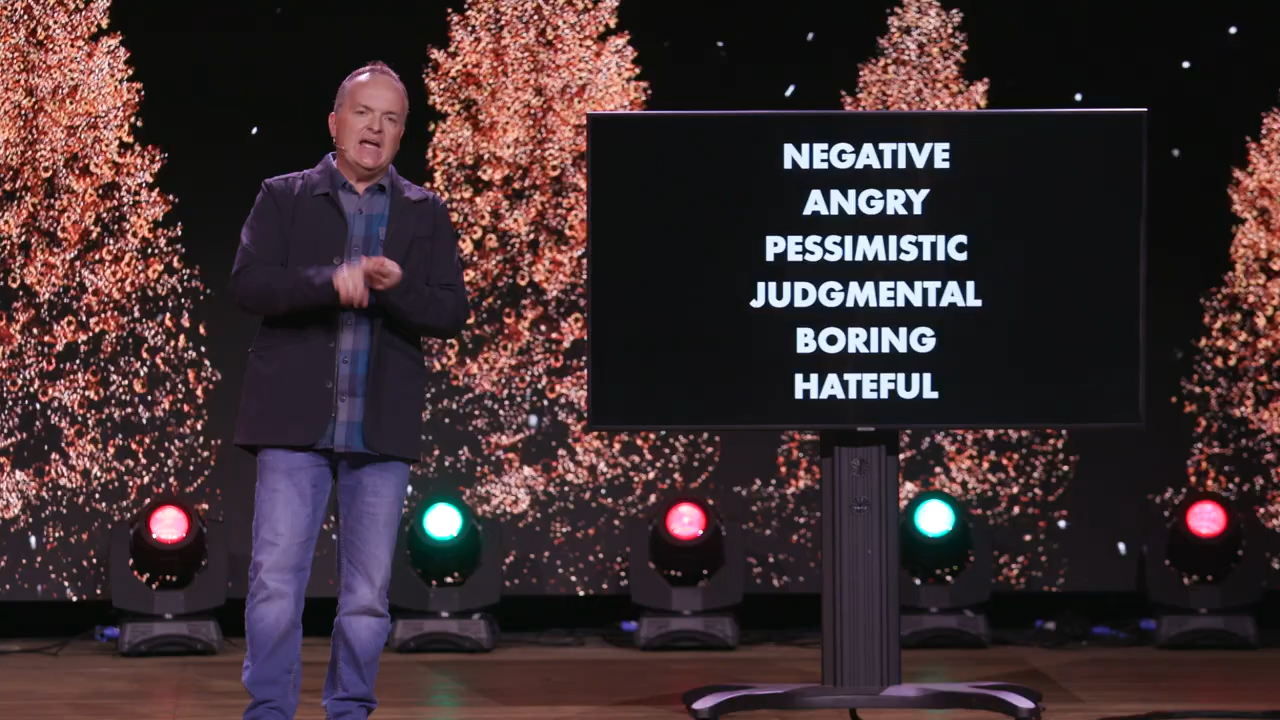 NEGATIVE
ANGRY
PESSIMISTIC
JUDGMENTAL
BORING
HATEFUL